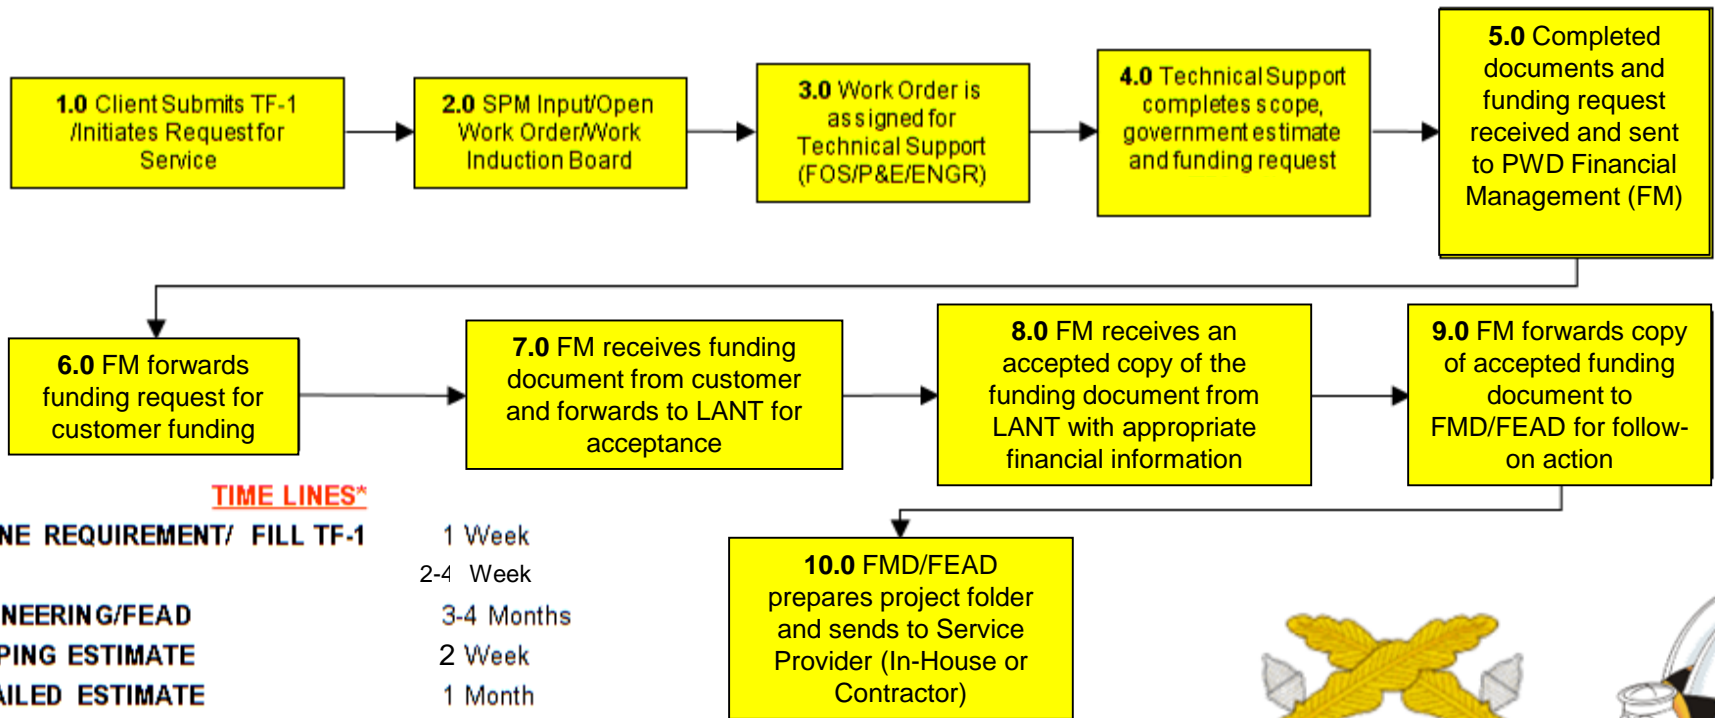 1.0 Client Submits TF-1
/Initiates Request for
Service
2.0 SPM Input/Open
Work Order/Work
Induction Board
3.0 Work Order is
assigned for
Technical Support
(FOS/P&E/ENGR)
4.0 Technical Support
completes scope,
government estimate
and funding request
5.0 Completed
documents and
funding request
received and sent
to PWD Financial
Management (FM)
6.0 FM forwards
funding request for
customer funding
7.0 FM receives funding
document from customer
and forwards to LANT for
acceptance
8.0 FM receives an
accepted copy of the
funding document from
LANT with appropriate
financial information
9.0 FM forwards copy
of accepted funding
document to
FMD/FEAD for follow-
on action
10.0 FMD/FEAD
prepares project folder
and sends to Service
Provider (In-House or
Contractor)
TIME LINES*
NE REQUIREMENT/ FILL TF-1 1 Week
2-4 Week
NEERING/FEAD 3-4 Months
PING ESTIMATE 2 Week
AILED ESTIMATE 1 Month